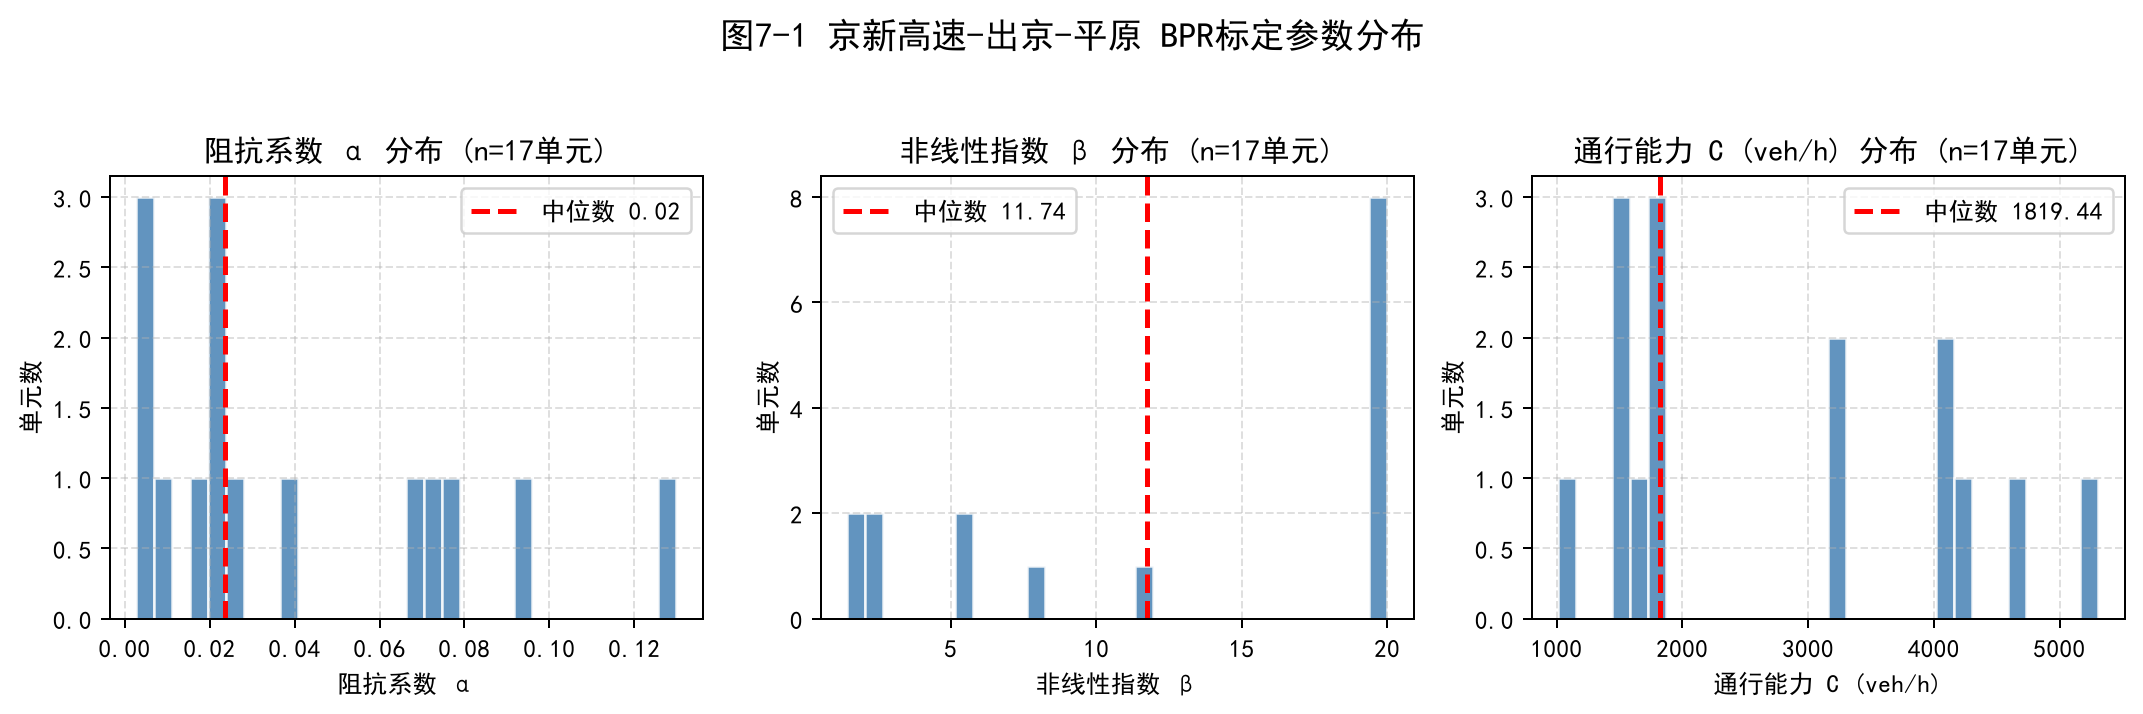 图7-1 京新高速-出京-平原 BPR标定参数分布
阻抗系数 α 分布 (n=17单元)
中位数 0.02
单元数
3.0
2.5
2.0
1.5
1.0
0.5
0.0
0.00 0.02 0.04 0.06 0.08 0.10 0.12
阻抗系数 α
非线性指数 β 分布 (n=17单元)
中位数 11.74
单元数
8
6
4
2
0
5 10 15 20
非线性指数 β
通行能力 C (veh/h) 分布 (n=17单元)
中位数 1819.44
单元数
3.0
2.5
2.0
1.5
1.0
0.5
0.0
1000 2000 3000 4000 5000
通行能力 C (veh/h)